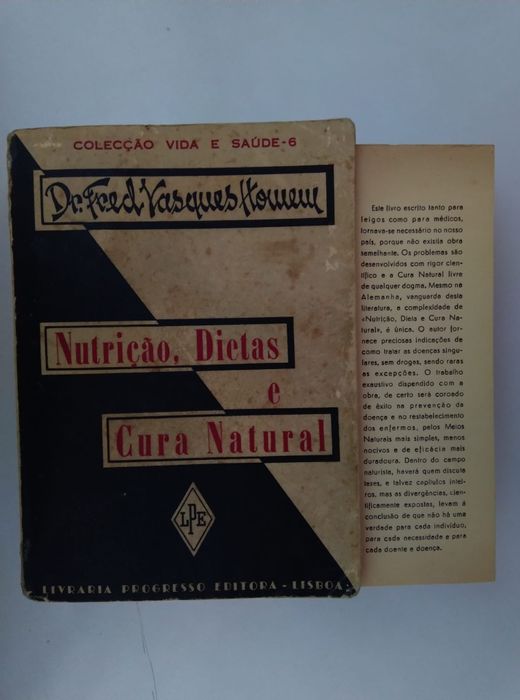 COLECÇÃO VIDA E SAÚDE-6
Dr. Fred Vasques Homem
Nutrição, Dietas
e
Cura Natural
LPE
LIVRARIA PROGRESSO EDITORA - LISBOA
Este livro escrito tanto para
leigos como para médicos,
tornava-se necessário no nosso
país, porque não existia obra
semelhante. Os problemas são
desenvolvidos com rigor cien-
tífico e a Cura Natural livre
de qualquer dogma. Mesmo na
Alemanha, vanguarda desta
literatura, a complexidade de
«Nutrição, Dieta e Cura Na-
tural», é única. O autor for-
nece preciosas indicações de
como tratar as doenças singu-
lares, sem drogas, sendo raras
as excepções. O trabalho
exaustivo dispendido com a
obra, de certo será coroado
de êxito na prevenção da
doença e no restabelecimento
dos enfermos, pelos Meios
Naturais mais simples, menos
nocivos e de eficácia mais
duradoura. Dentro do campo
naturista, haverá quem discuta
teses, e talvez capítulos intei-
ros, mas as divergências, cien-
tificamente expostas, levam à
conclusão de que não há uma
verdade para cada indivíduo,
para cada necessidade e para
cada doente e doença.